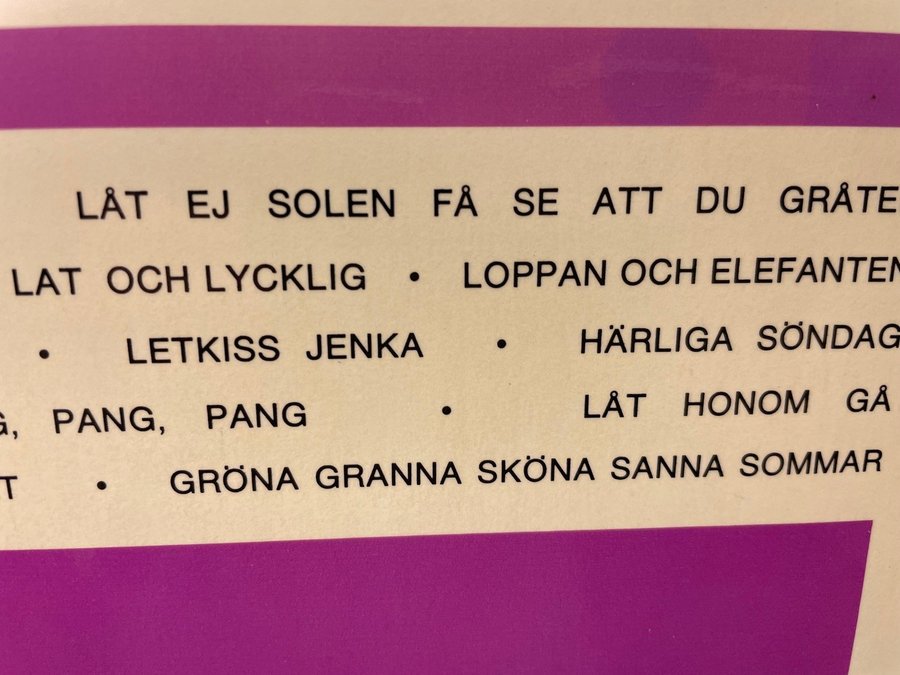 LÅT EJ SOLEN FÅ SE ATT DU GRÅTE
LAT OCH LYCKLIG • LOPPAN OCH ELEFANTEN
• LETKISS JENKA • HÄRLIGA SÖNDAG
G, PANG, PANG • LÅT HONOM GÅ
T • GRÖNA GRANNA SKÖNA SANNA SOMMAR